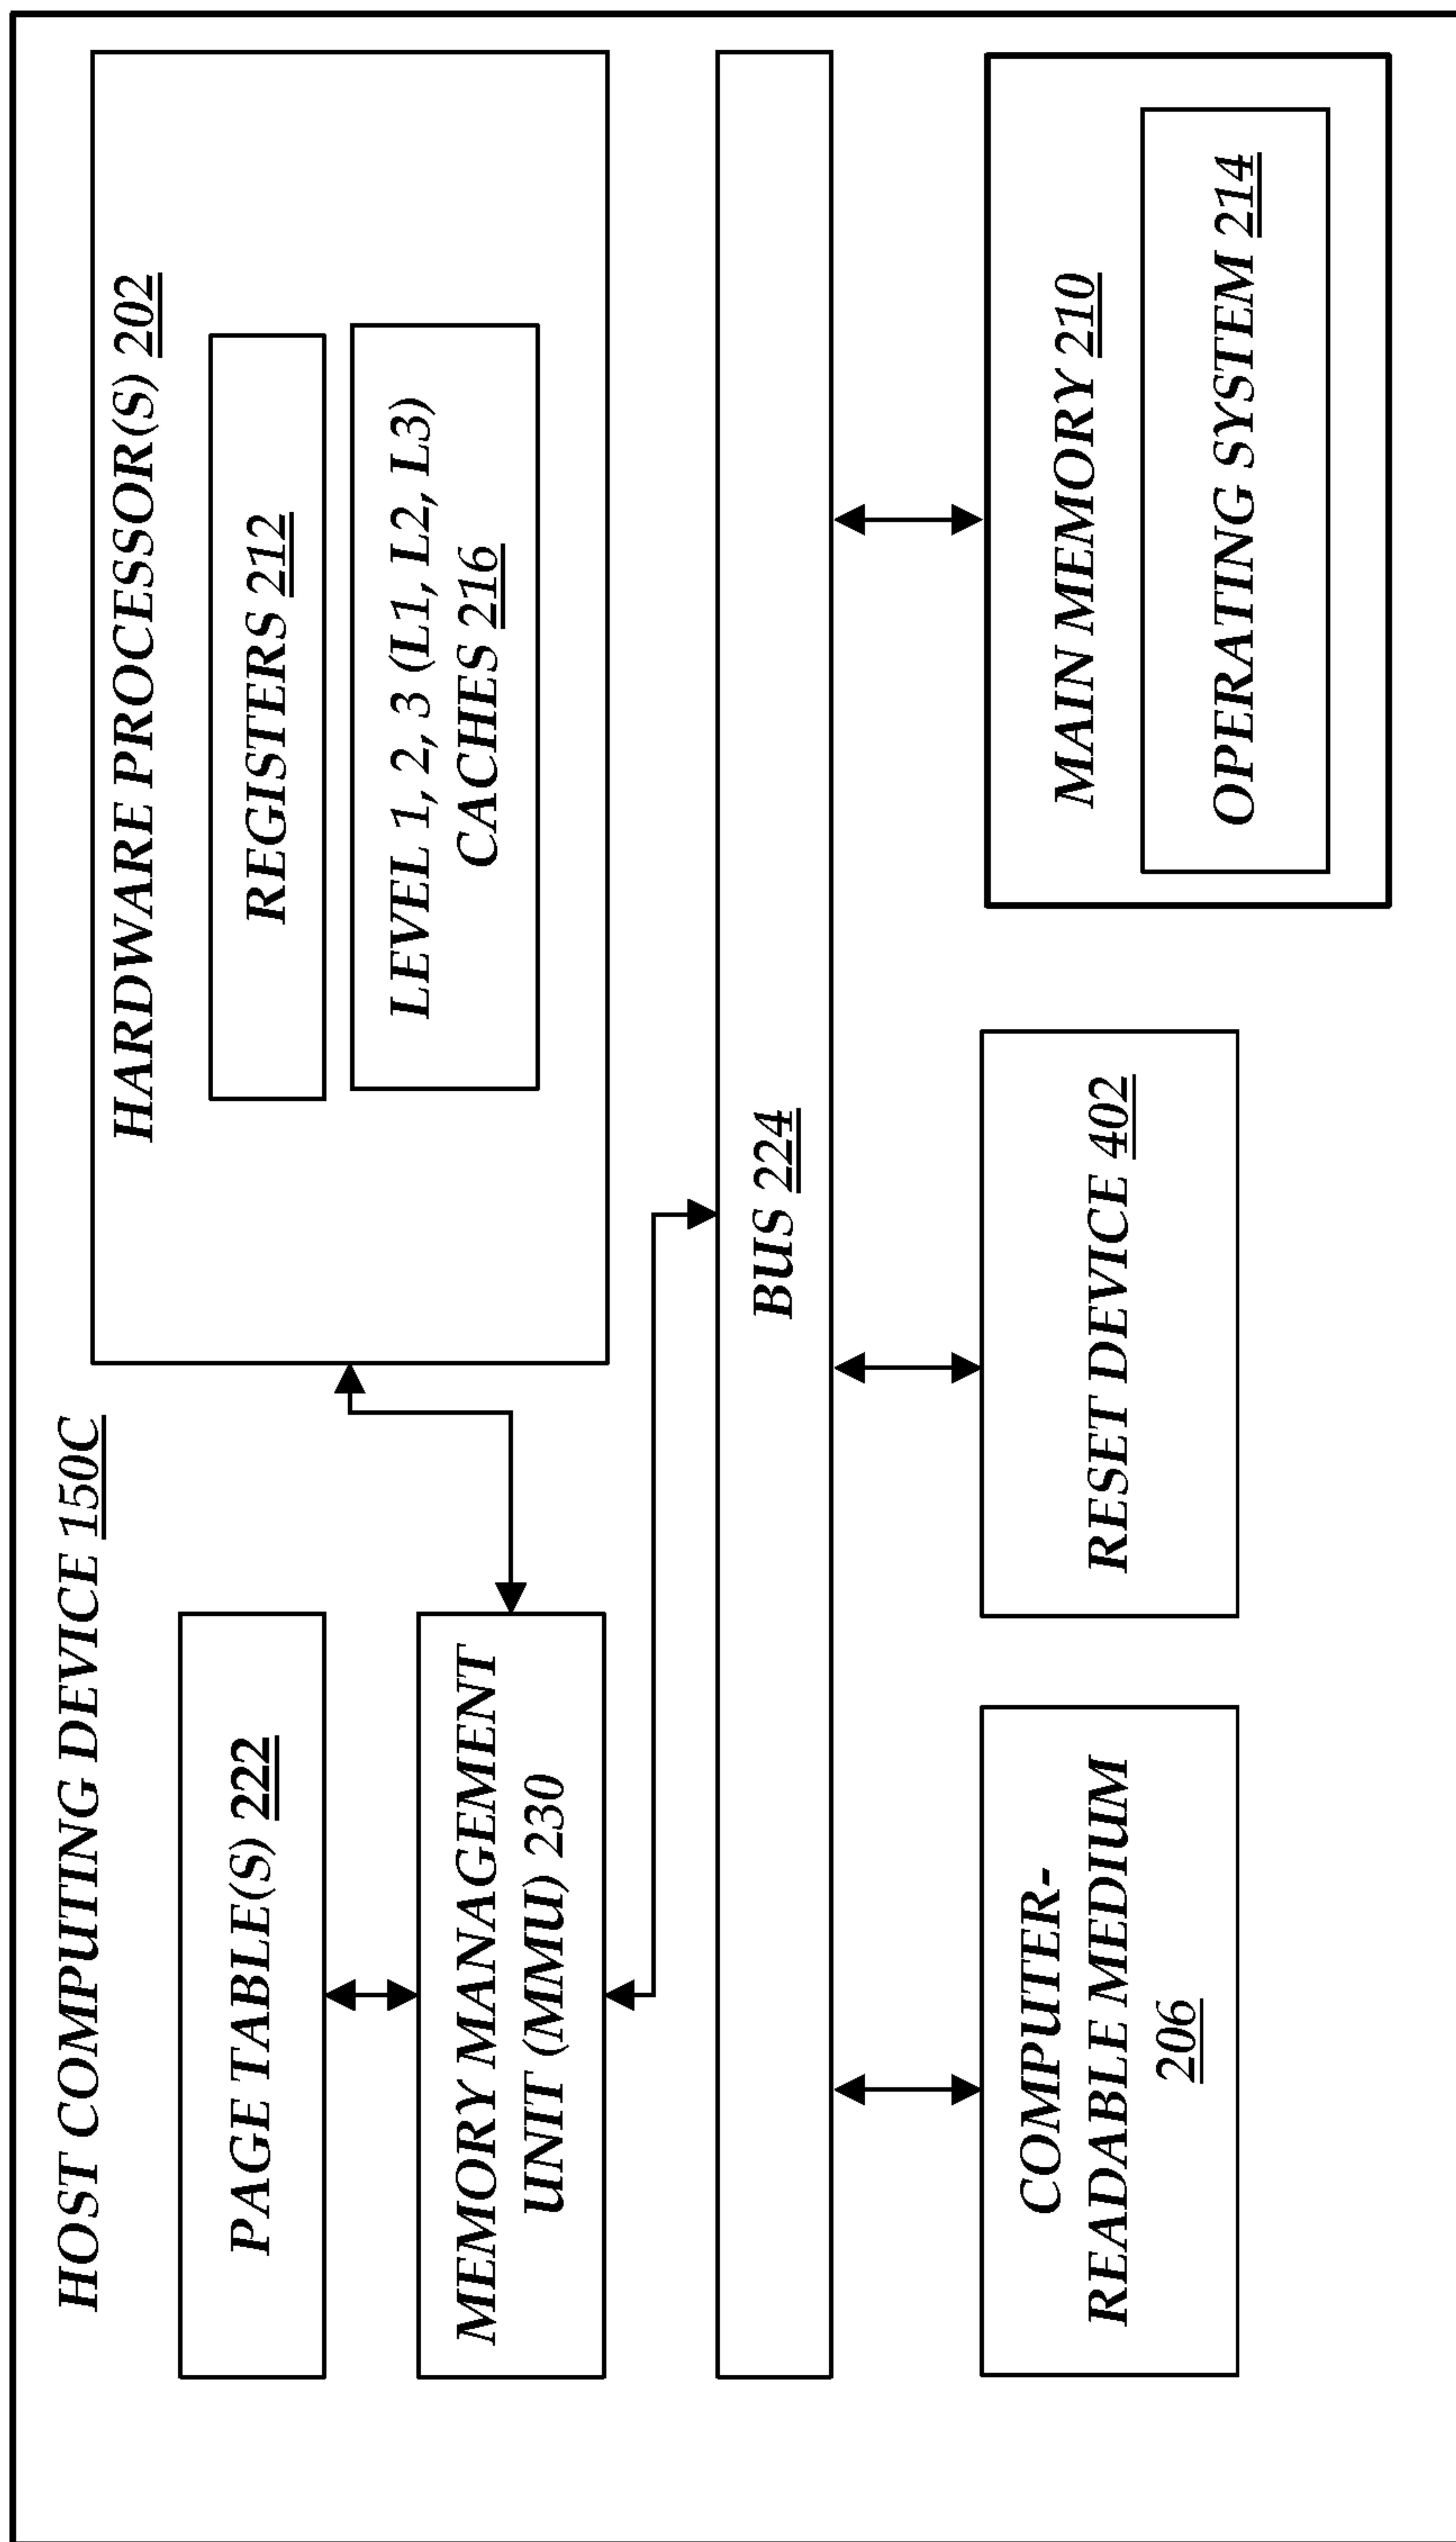 HOST COMPUTING DEVICE 150C
PAGE TABLE(S) 222
MEMORY MANAGEMENT
UNIT (MMU) 230
HARDWARE PROCESSOR(S) 202
REGISTERS 212
LEVEL 1, 2, 3 (L1, L2, L3)
CACHES 216
BUS 224
COMPUTER-
READABLE MEDIUM
206
RESET DEVICE 402
MAIN MEMORY 210
OPERATING SYSTEM 214